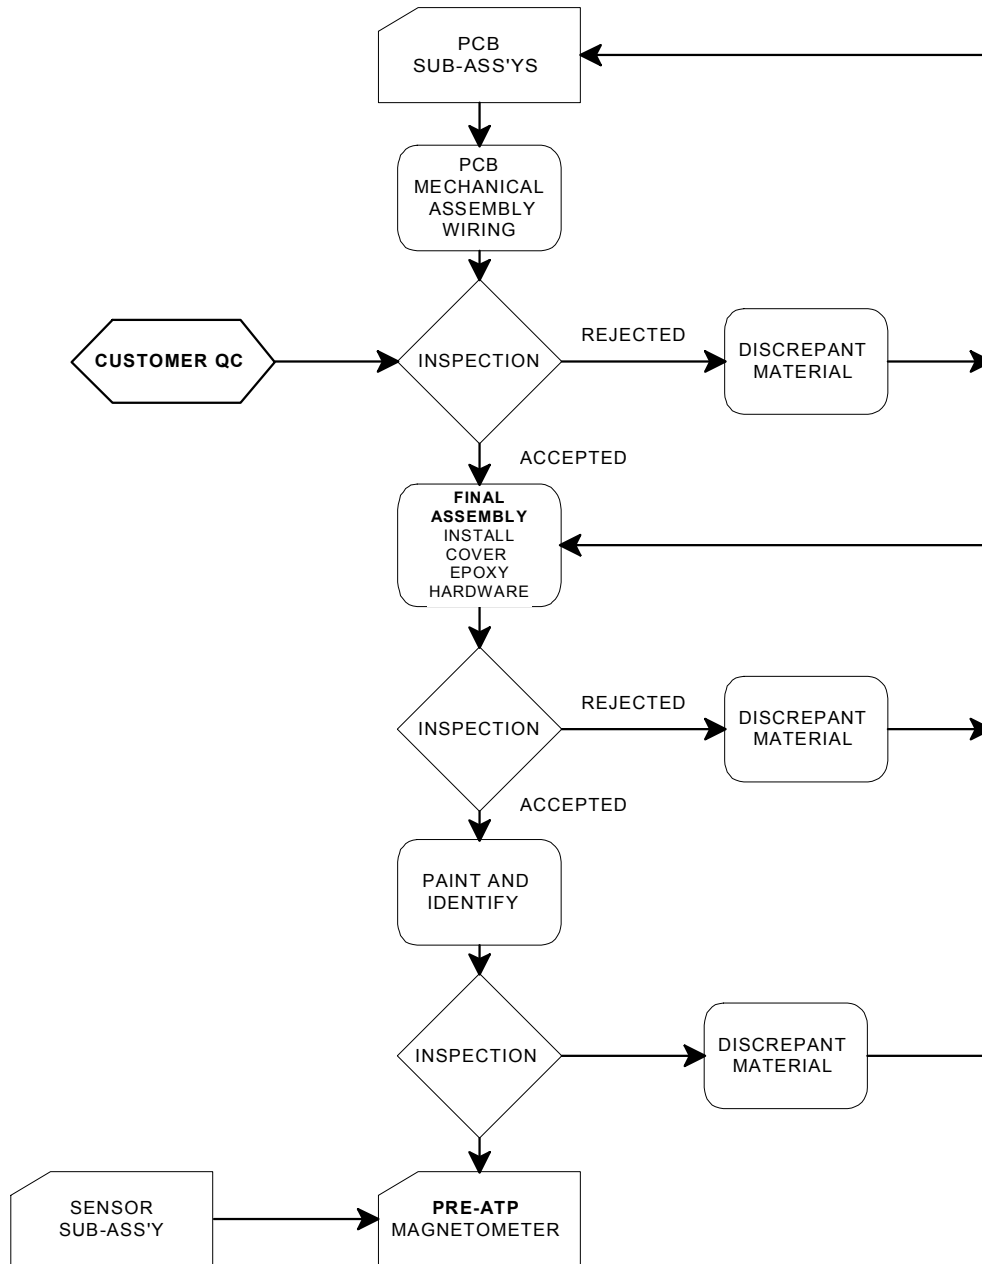 PCB
SUB-ASS'YS
PCB
MECHANICAL
ASSEMBLY
WIRING
CUSTOMER QC
INSPECTION
REJECTED
DISCREPANT
MATERIAL
ACCEPTED
FINAL
ASSEMBLY
INSTALL
COVER
EPOXY
HARDWARE
INSPECTION
REJECTED
DISCREPANT
MATERIAL
ACCEPTED
PAINT AND
IDENTIFY
INSPECTION
DISCREPANT
MATERIAL
SENSOR
SUB-ASS'Y
PRE-ATP
MAGNETOMETER